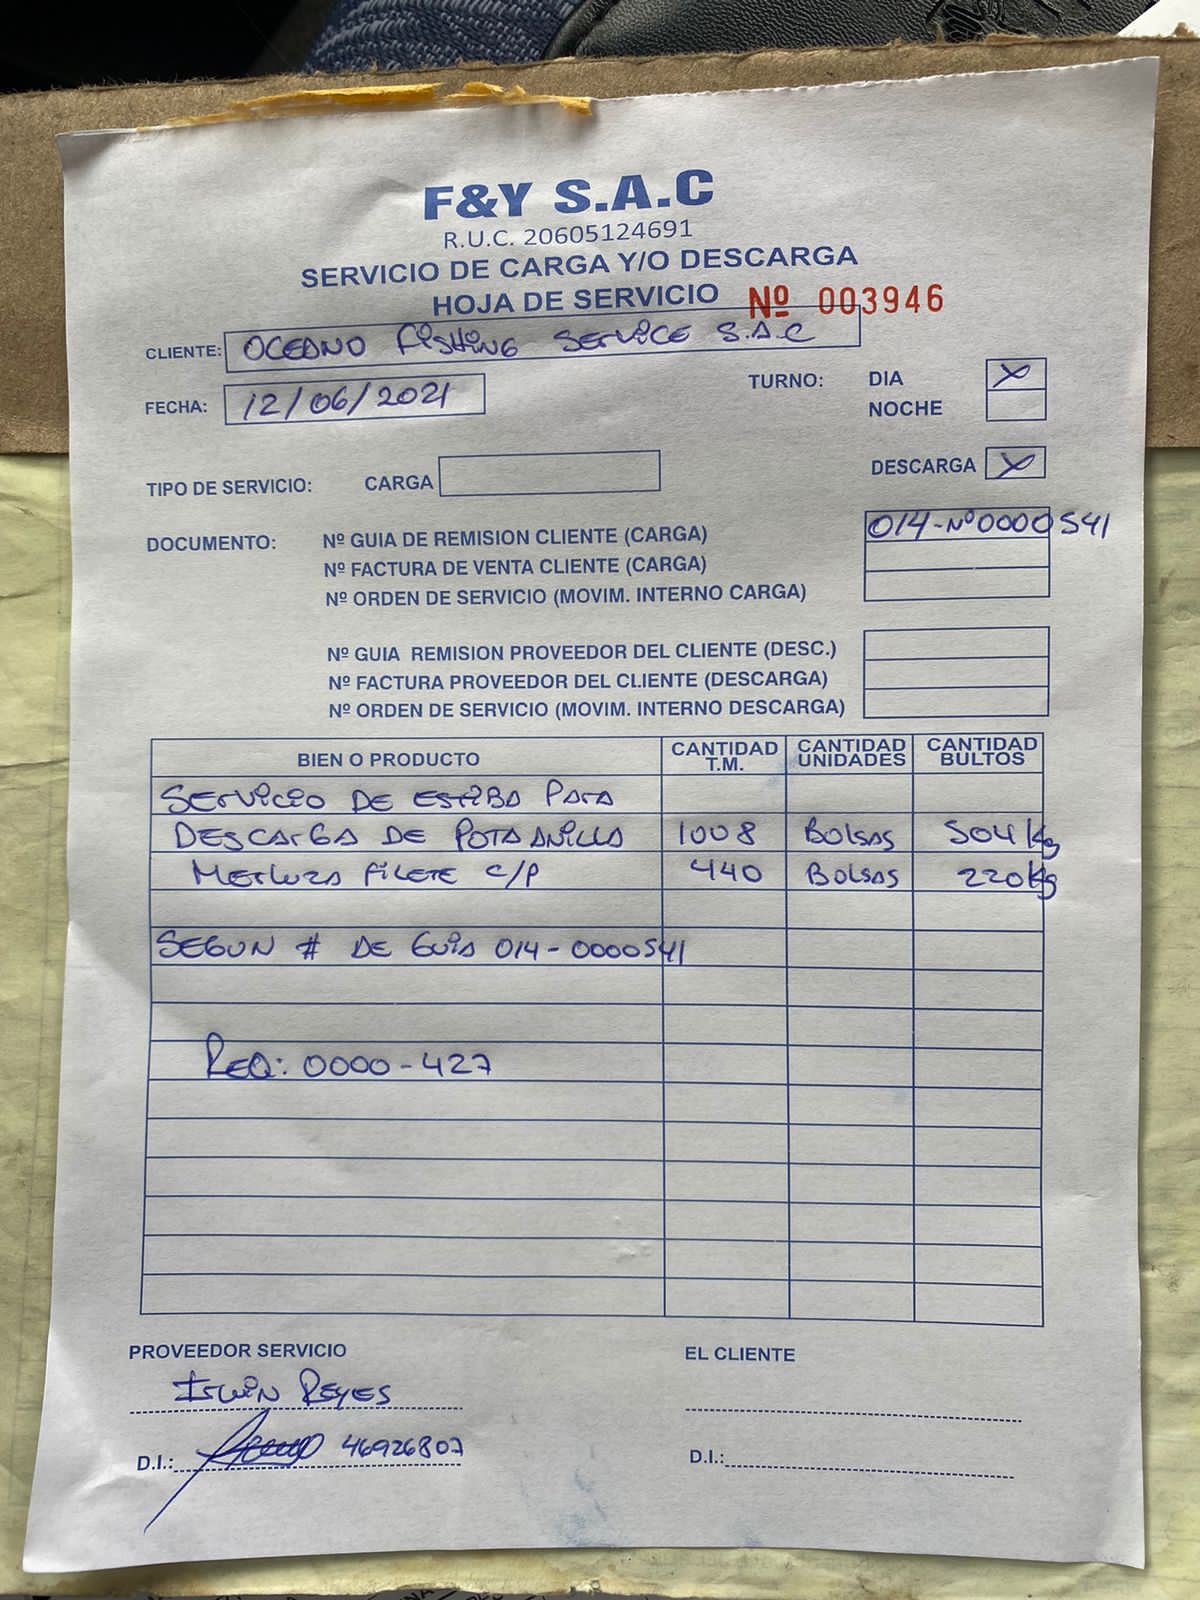 F&Y S.A.C
R.U.C. 20605124691
SERVICIO DE CARGA Y/O DESCARGA
HOJA DE SERVICIO Nº 003946
CLIENTE: OCEANO FISHING SERVICE S.A.C
FECHA: 12/06/2021
TURNO: DIA X
NOCHE
TIPO DE SERVICIO: CARGA DESCARGA X
DOCUMENTO: Nº GUIA DE REMISION CLIENTE (CARGA) 014-Nº0000541
Nº FACTURA DE VENTA CLIENTE (CARGA)
Nº ORDEN DE SERVICIO (MOVIM. INTERNO CARGA)
Nº GUIA REMISION PROVEEDOR DEL CLIENTE (DESC.)
Nº FACTURA PROVEEDOR DEL CLIENTE (DESCARGA)
Nº ORDEN DE SERVICIO (MOVIM. INTERNO DESCARGA)
BIEN O PRODUCTO CANTIDAD T.M. CANTIDAD UNIDADES CANTIDAD BULTOS
SERVICIO DE ESTIBA PARA
DESCARGA DE POTA ANILLA 1008 BOLSAS 504 Kg
MERLUZA FILETE C/P 440 BOLSAS 220Kg
SEGUN # DE GUIA 014-0000541
REQ: 0000-427
PROVEEDOR SERVICIO EL CLIENTE
IRWIN REYES
D.I.: 46926807 D.I.: